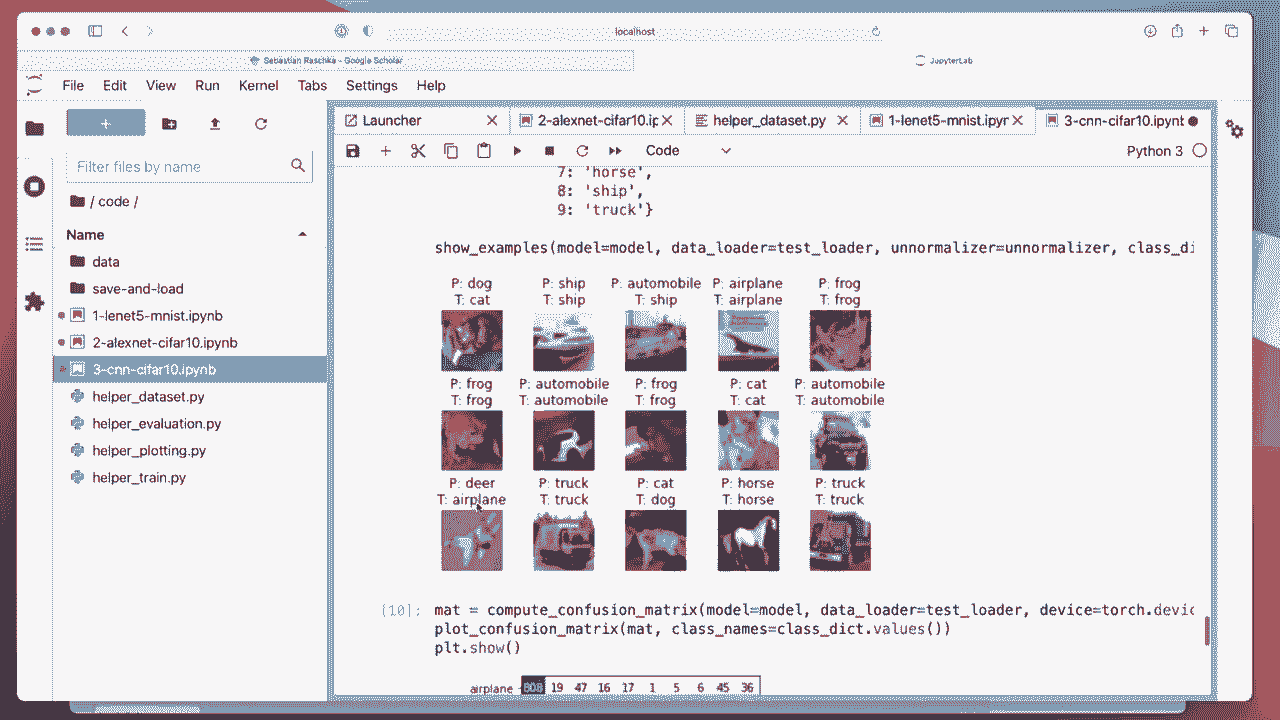 localhost
Sebastian Raschka - Google Scholar
JupyterLab
File Edit View Run Kernel Tabs Settings Help
Launcher
2-alexnet-cifar10.ip
helper_dataset.py
1-lenet5-mnist.ipynr
3-cnn-cifar10.ipynt
Code
Python 3
Filter files by name
/ code /
Name
data
save-and-load
1-lenet5-mnist.ipynb
2-alexnet-cifar10.ipynb
3-cnn-cifar10.ipynb
helper_dataset.py
helper_evaluation.py
helper_plotting.py
helper_train.py
7: 'horse',
8: 'ship',
9: 'truck'}
show_examples(model=model, data_loader=test_loader, unnormalizer=unnormalizer, class_di
P: dog P: ship P: automobile P: airplane P: frog
T: cat T: ship T: ship T: airplane T: frog
P: frog P: automobile P: frog P: cat P: automobile
T: frog T: automobile T: frog T: cat T: automobile
P: deer P: truck P: cat P: horse P: truck
T: airplane T: truck T: dog T: horse T: truck
[10]: mat = compute_confusion_matrix(model=model, data_loader=test_loader, device=torch.devic
plot_confusion_matrix(mat, class_names=class_dict.values())
plt.show()
airplane 808 19 47 16 17 1 5 6 45 36